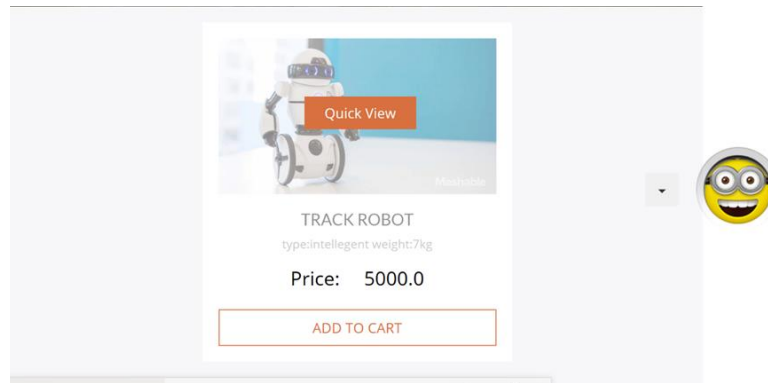 Quick View
Mashable
TRACK ROBOT
type:intellegent weight:7kg
Price: 5000.0
ADD TO CART